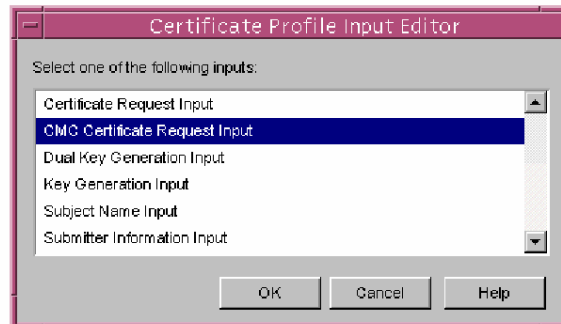 Certificate Profile Input Editor
Select one of the following inputs:
Certificate Request Input
CMC Certificate Request Input
Dual Key Generation Input
Key Generation Input
Subject Name Input
Submitter Information Input
OK Cancel Help